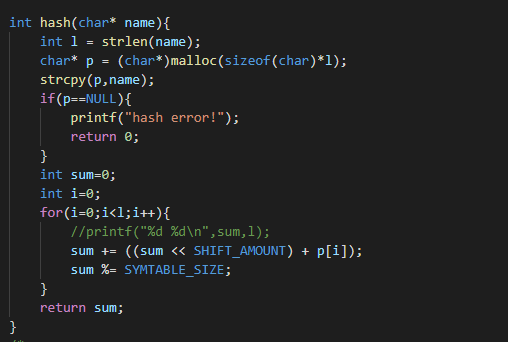 int hash(char* name){
    int l = strlen(name);
    char* p = (char*)malloc(sizeof(char)*l);
    strcpy(p,name);
    if(p==NULL){
        printf("hash error!");
        return 0;
    }
    int sum=0;
    int i=0;
    for(i=0;i<l;i++){
        //printf("%d %d\n",sum,l);
        sum += ((sum << SHIFT_AMOUNT) + p[i]);
        sum %= SYMTABLE_SIZE;
    }
    return sum;
}